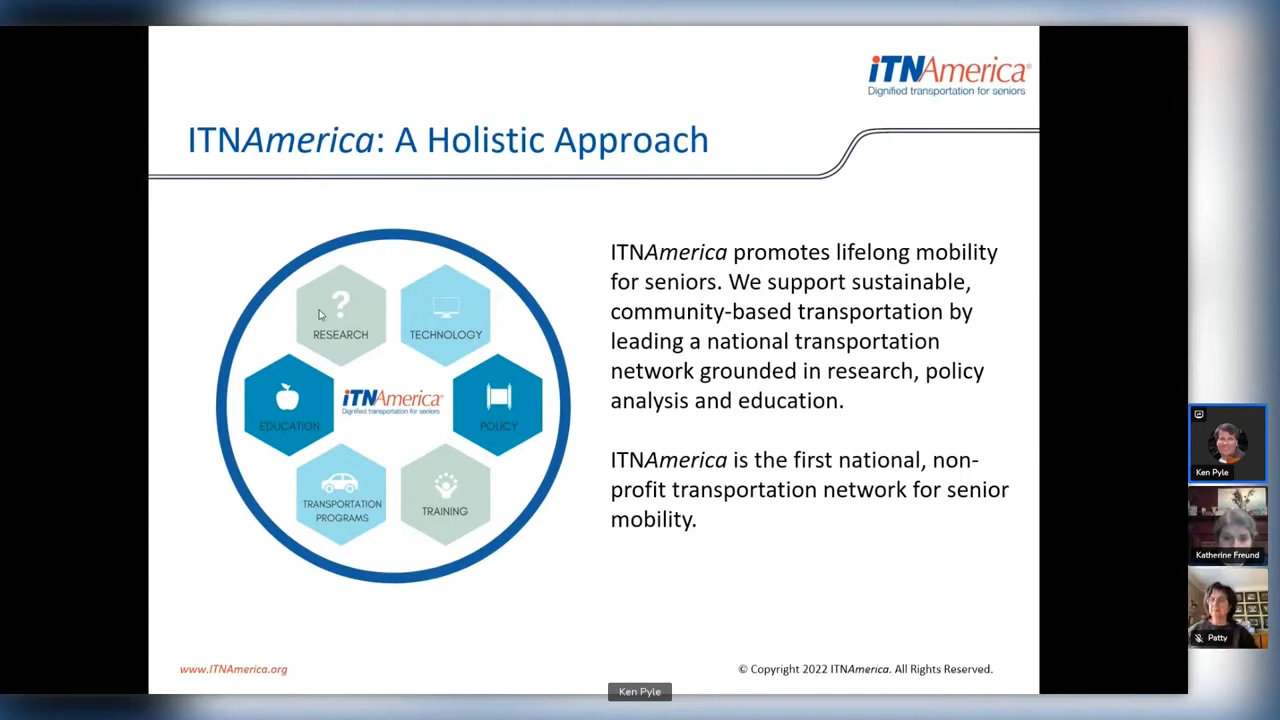 iTNAmerica®
Dignified transportation for seniors
ITNAmerica: A Holistic Approach
?
RESEARCH
TECHNOLOGY
EDUCATION
iTNAmerica®
Dignified transportation for seniors
POLICY
TRANSPORTATION
PROGRAMS
TRAINING
ITNAmerica promotes lifelong mobility
for seniors. We support sustainable,
community-based transportation by
leading a national transportation
network grounded in research, policy
analysis and education.
ITNAmerica is the first national, non-
profit transportation network for senior
mobility.
www.ITNAmerica.org
© Copyright 2022 ITNAmerica. All Rights Reserved.
Ken Pyle
Katherine Freund
Patty
Ken Pyle